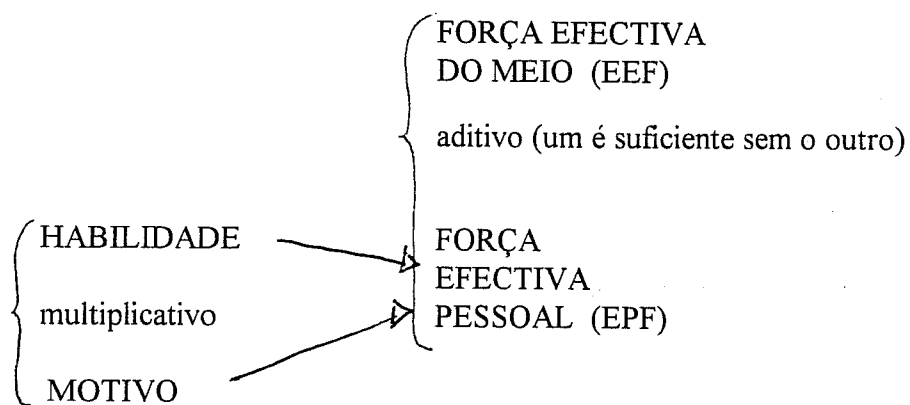 FORÇA EFECTIVA
DO MEIO (EEF)
aditivo (um é suficiente sem o outro)
HABILIDADE
multiplicativo
MOTIVO
FORÇA
EFECTIVA
PESSOAL (EPF)